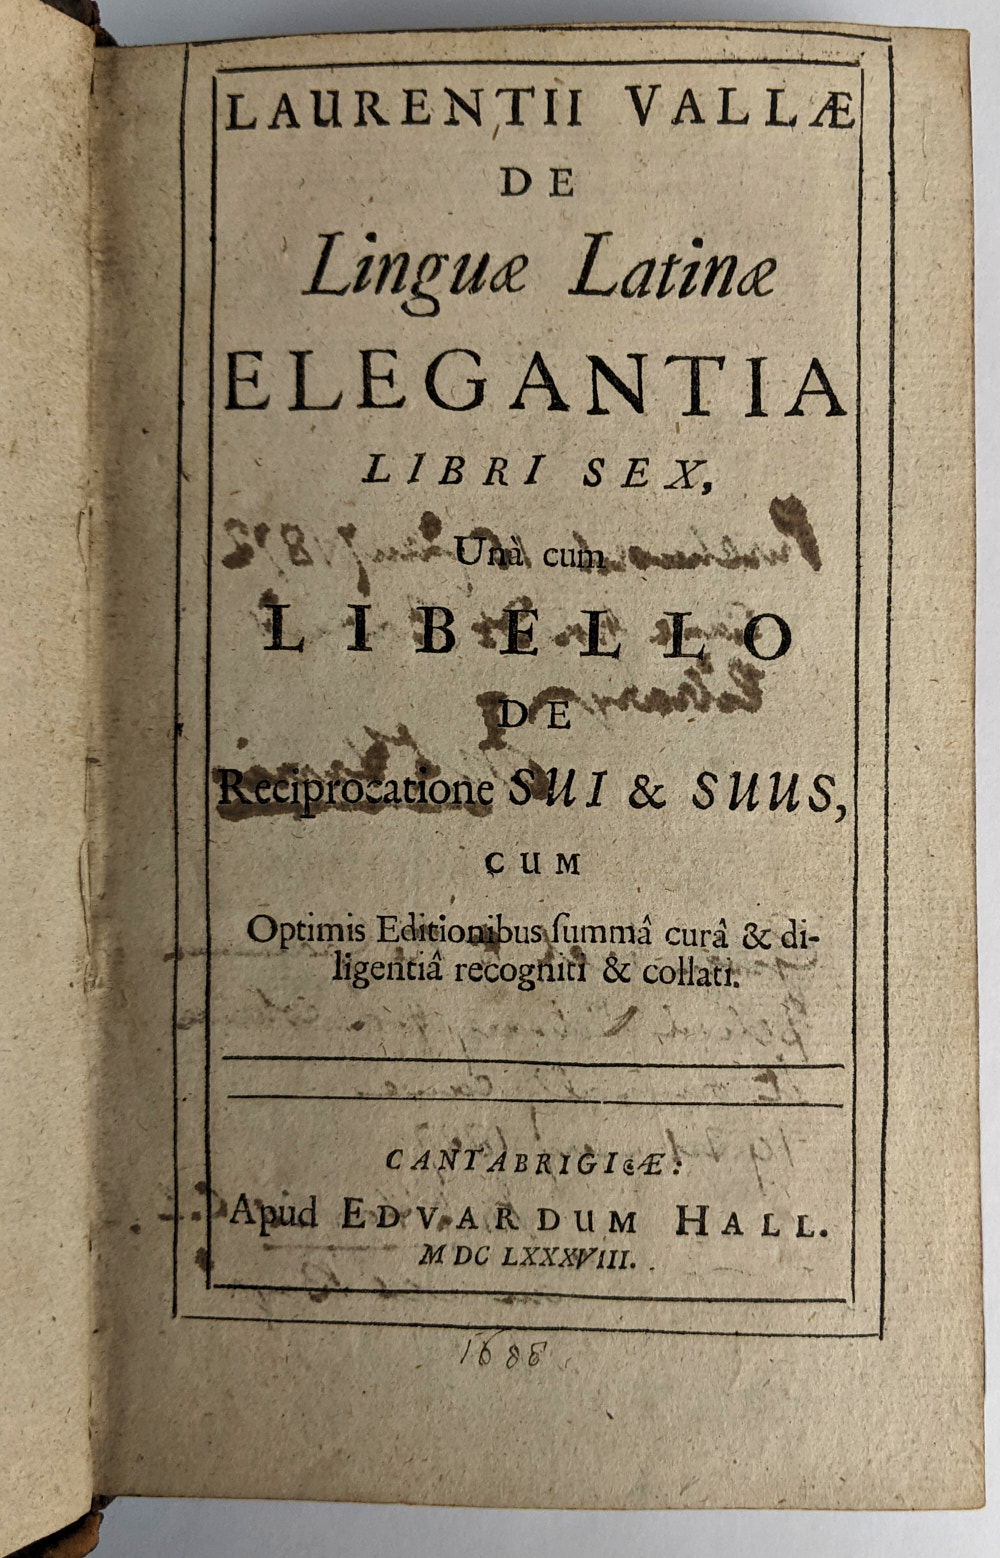 LAURENTII VALLÆ
DE
Linguæ Latinæ
ELEGANTIA
LIBRI SEX,
Unà cum
LIBELLO
DE
Reciprocatione SUI & SUUS,
CUM
Optimis Editionibus ſummâ curâ & di-
ligentiâ recogniti & collati.
CANTABRIGIÆ:
Apud EDVARDUM HALL.
MDC LXXXVIII.
1688